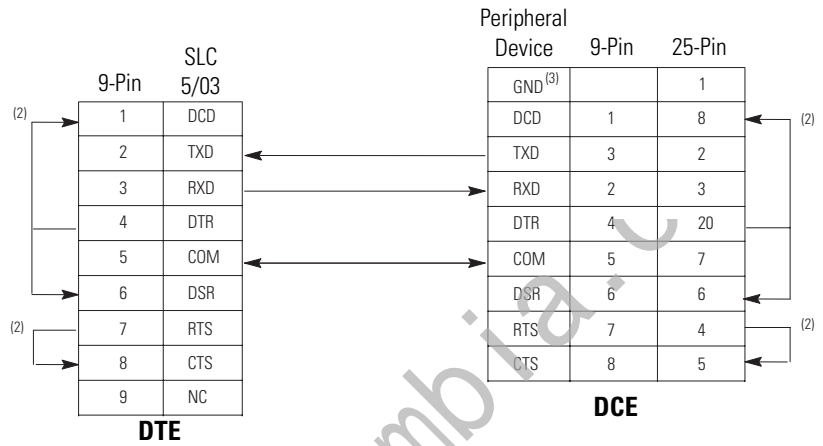 Peripheral
Device 9-Pin 25-Pin
SLC
9-Pin 5/03
GND(3) 1
(2) 1 DCD DCD 1 8 (2)
2 TXD TXD 3 2
3 RXD RXD 2 3
4 DTR DTR 4 20
5 COM COM 5 7
6 DSR DSR 6 6
(2) 7 RTS RTS 7 4 (2)
8 CTS CTS 8 5
9 NC
DCE
DTE
mbia.c